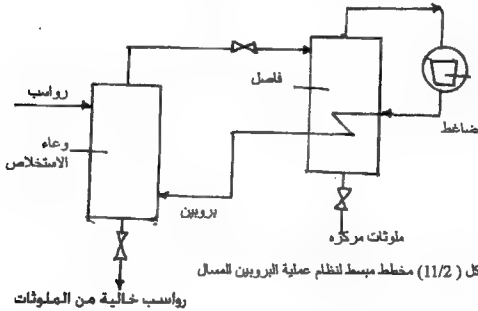 رواسب
وعاء
الاستخلاص
فاصل
ضاغط
بروبين
ملوثات مركزه
كل (11/2) مخطط مبسط لنظام عملية البروبين المسال
رواسب خالية من الملوثات